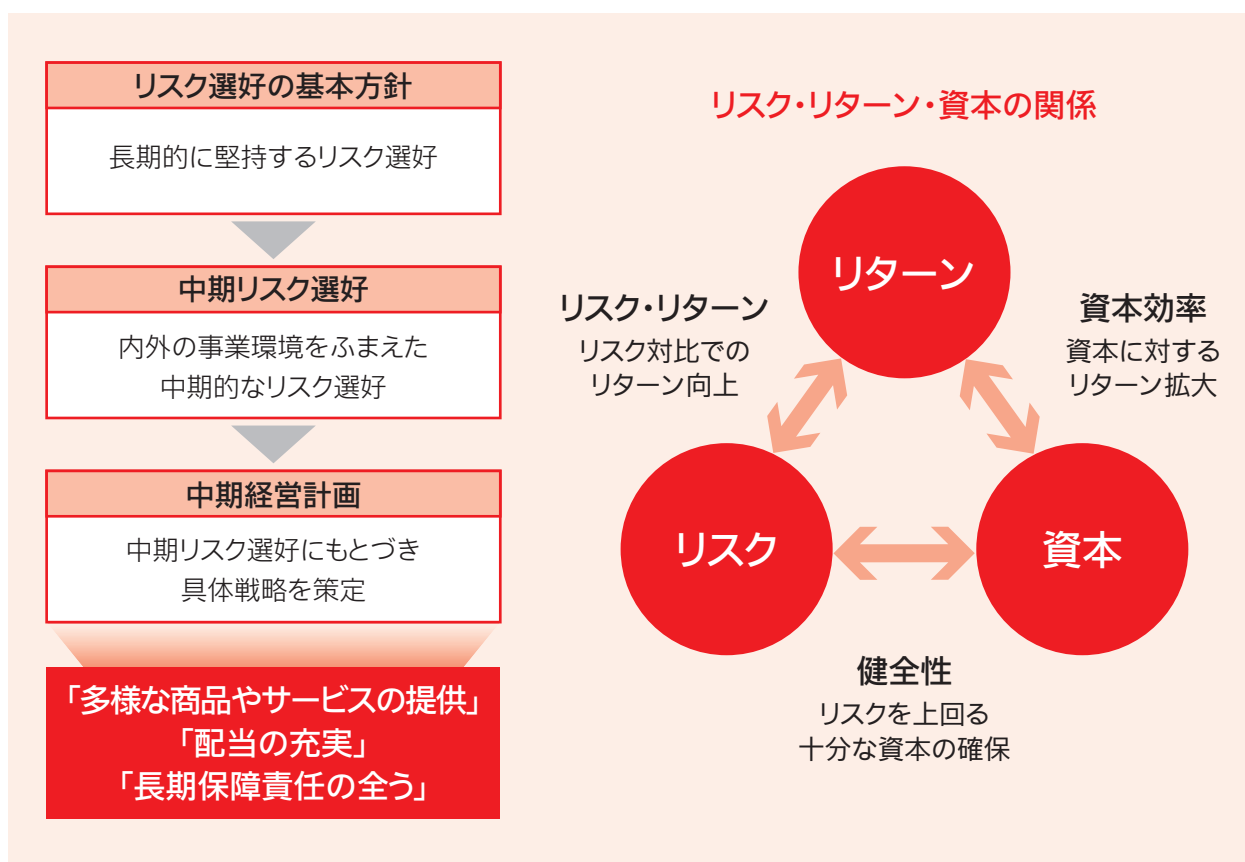 リスク選好の基本方針
長期的に堅持するリスク選好
中期リスク選好
内外の事業環境をふまえた
中期的なリスク選好
中期経営計画
中期リスク選好にもとづき
具体戦略を策定
「多様な商品やサービスの提供」
「配当の充実」
「長期保障責任の全う」
リスク・リターン・資本の関係
リターン
リスク・リターン
リスク対比での
リターン向上
資本効率
資本に対する
リターン拡大
リスク
資本
健全性
リスクを上回る
十分な資本の確保